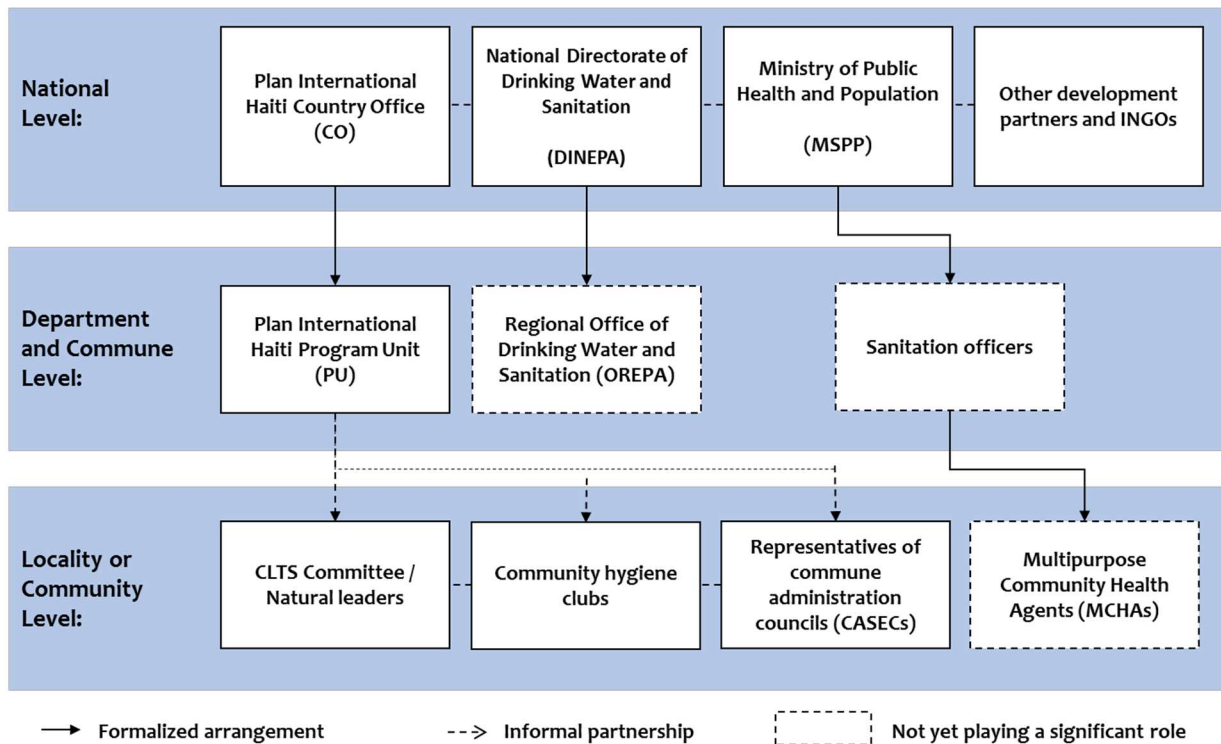 National
Level:
Plan International
Haiti Country Office
(CO)
National Directorate of
Drinking Water and
Sanitation
(DINEPA)
Ministry of Public
Health and Population
(MSPP)
Other development
partners and INGOs
Department
and Commune
Level:
Plan International
Haiti Program Unit
(PU)
Regional Office of
Drinking Water and
Sanitation (OREPA)
Sanitation officers
Locality or
Community
Level:
CLTS Committee /
Natural leaders
Community hygiene
clubs
Representatives of
commune
administration
councils (CASECs)
Multipurpose
Community Health
Agents (MCHAs)
Formalized arrangement
Informal partnership
Not yet playing a significant role